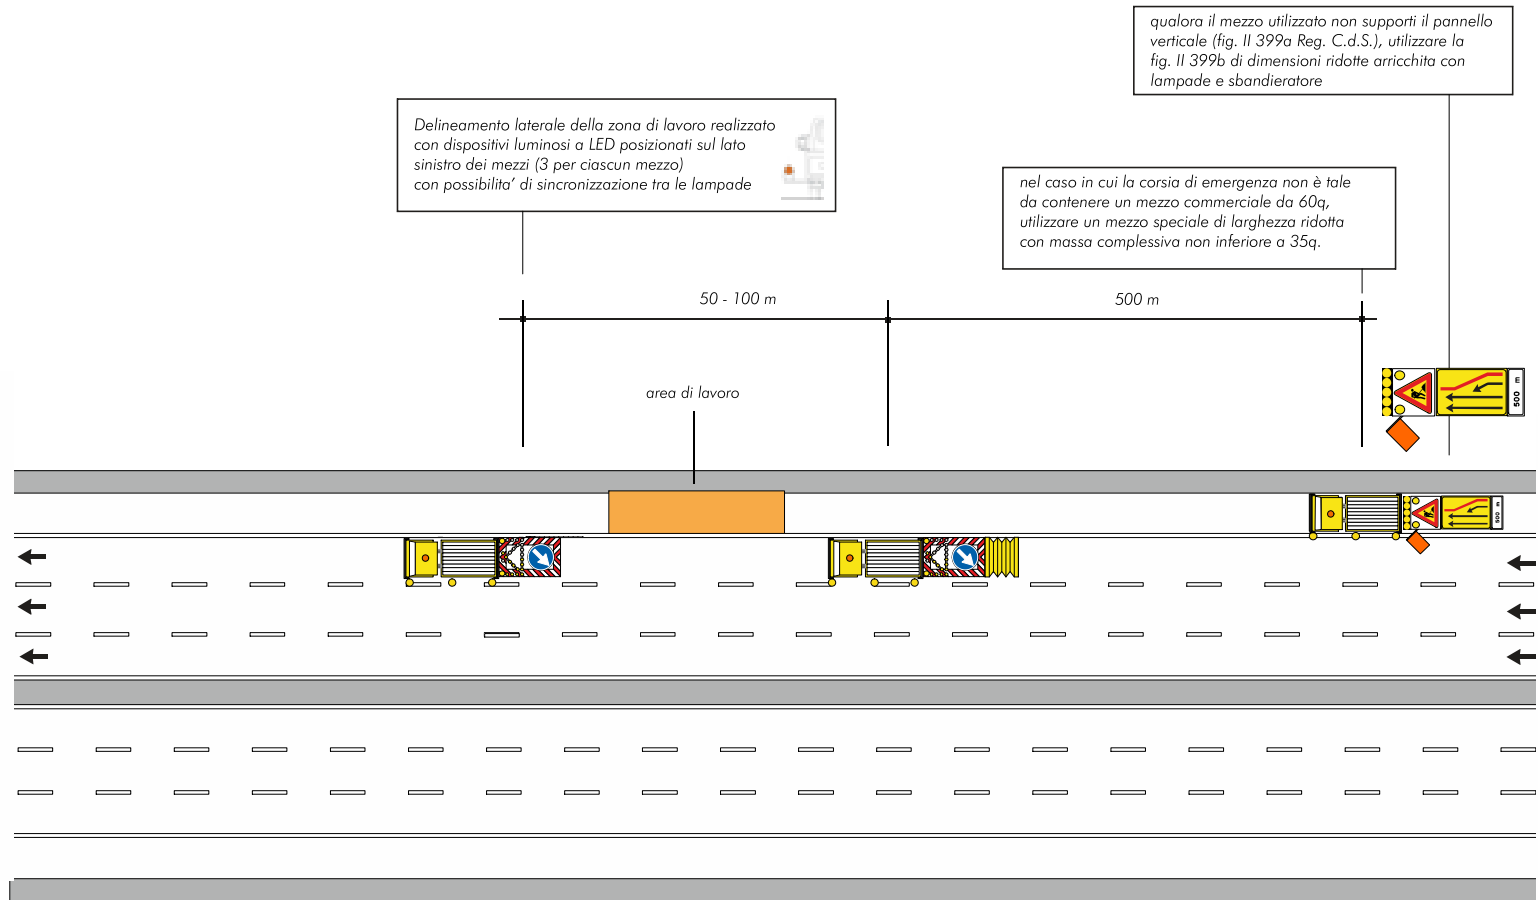 qualora il mezzo utilizzato non supporti il pannello
verticale (fig. II 399a Reg. C.d.S.), utilizzare la
fig. II 399b di dimensioni ridotte arricchita con
lampade e sbandieratore
Delineamento laterale della zona di lavoro realizzato
con dispositivi luminosi a LED posizionati sul lato
sinistro dei mezzi (3 per ciascun mezzo)
con possibilita’ di sincronizzazione tra le lampade
nel caso in cui la corsia di emergenza non è tale
da contenere un mezzo commerciale da 60q,
utilizzare un mezzo speciale di larghezza ridotta
con massa complessiva non inferiore a 35q.
50 - 100 m
500 m
area di lavoro
500 m
500 m